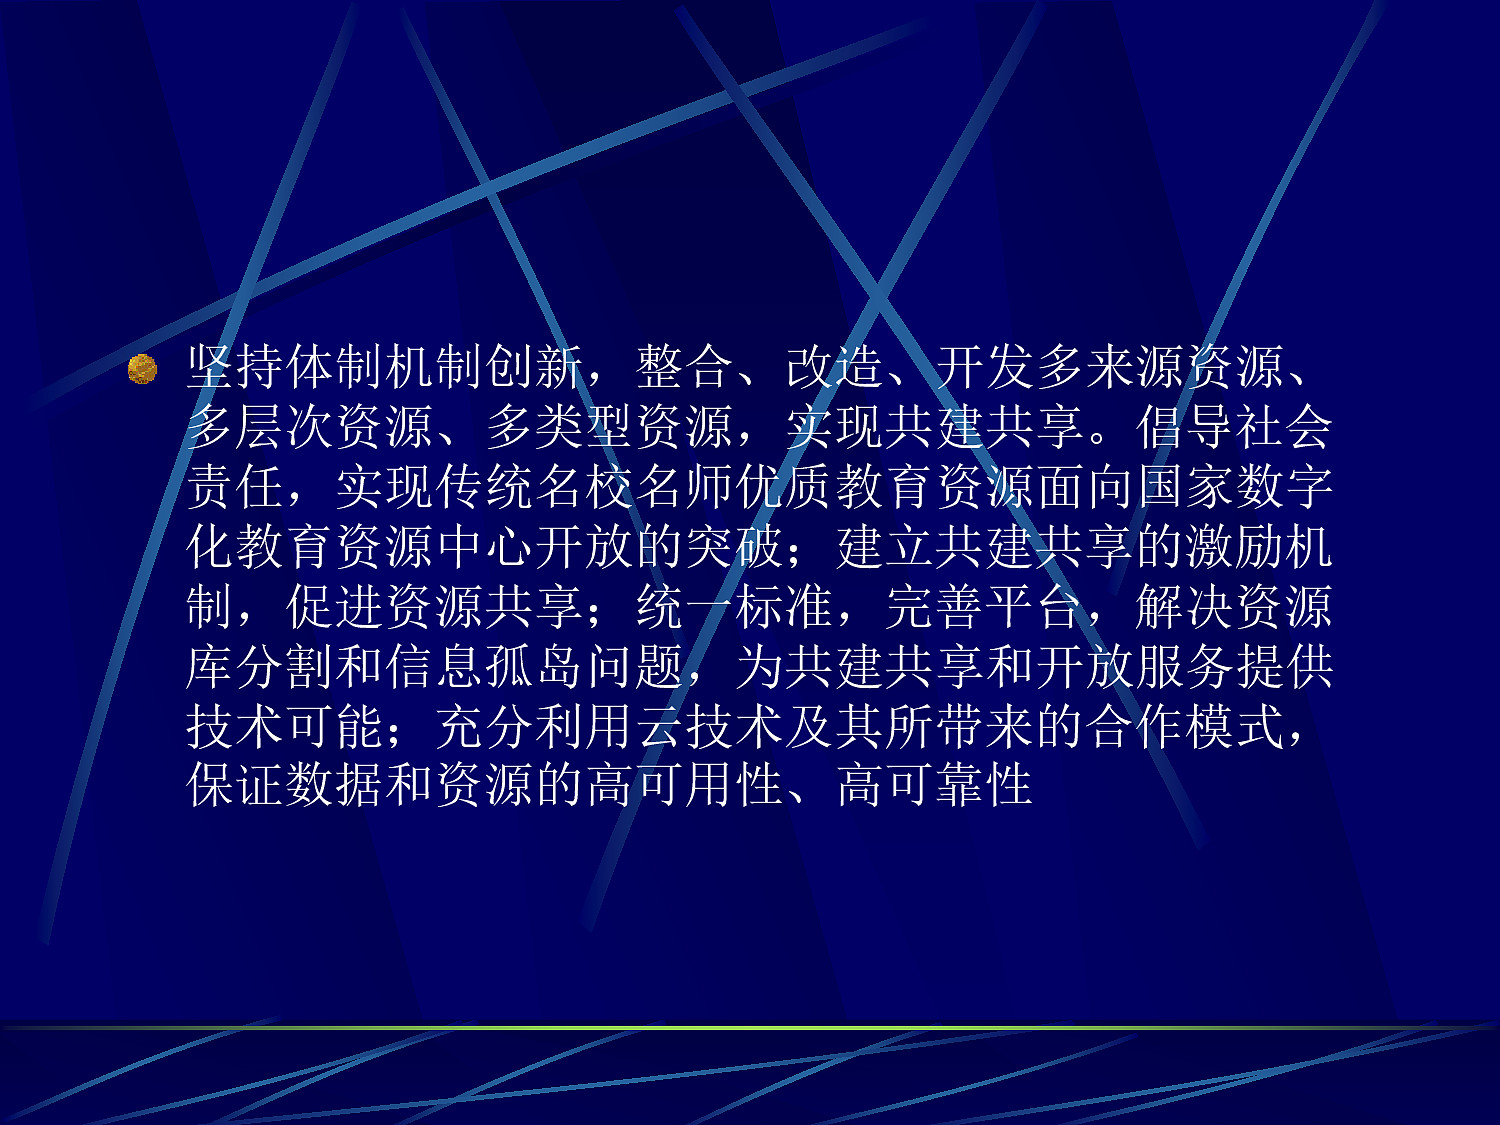 坚持体制机制创新，整合、改造、开发多来源资源、
多层次资源、多类型资源，实现共建共享。倡导社会
责任，实现传统名校名师优质教育资源面向国家数字
化教育资源中心开放的突破；建立共建共享的激励机
制，促进资源共享；统一标准，完善平台，解决资源
库分割和信息孤岛问题，为共建共享和开放服务提供
技术可能；充分利用云技术及其所带来的合作模式，
保证数据和资源的高可用性、高可靠性